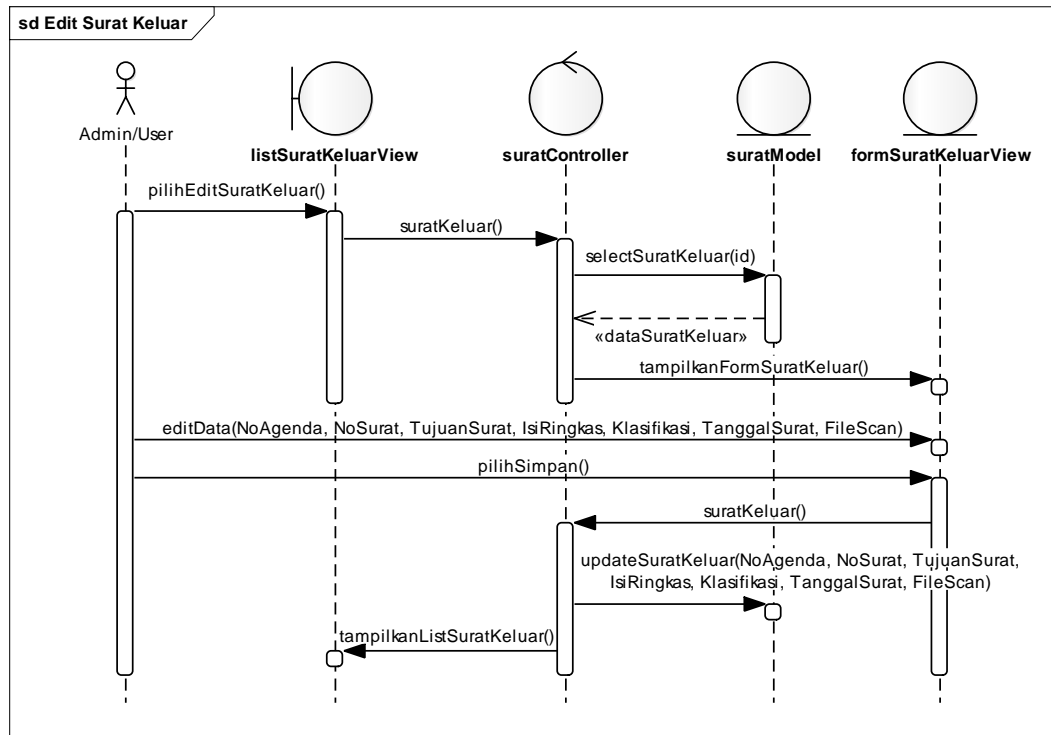 sd Edit Surat Keluar
Admin/User
listSuratKeluarView
suratController
suratModel
formSuratKeluarView
pilihEditSuratKeluar()
suratKeluar()
selectSuratKeluar(id)
«dataSuratKeluar»
tampilkanFormSuratKeluar()
editData(NoAgenda, NoSurat, TujuanSurat, IsiRingkas, Klasifikasi, TanggalSurat, FileScan)
pilihSimpan()
suratKeluar()
updateSuratKeluar(NoAgenda, NoSurat, TujuanSurat,
IsiRingkas, Klasifikasi, TanggalSurat, FileScan)
tampilkanListSuratKeluar()